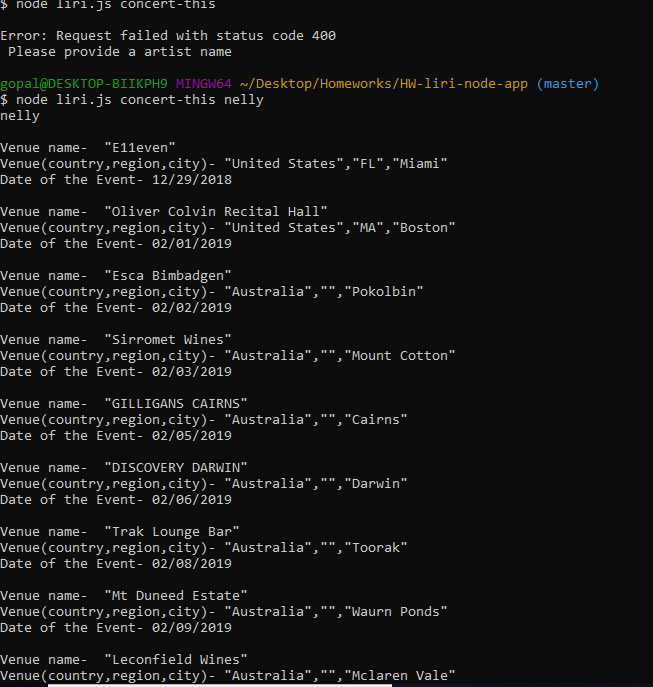 $ node liri.js concert-this
Error: Request failed with status code 400
 Please provide a artist name
gopal@DESKTOP-BIIKPH9 MINGW64 ~/Desktop/Homeworks/HW-liri-node-app (master)
$ node liri.js concert-this nelly
nelly
Venue name-  "E11even"
Venue(country,region,city)- "United States","FL","Miami"
Date of the Event- 12/29/2018
Venue name-  "Oliver Colvin Recital Hall"
Venue(country,region,city)- "United States","MA","Boston"
Date of the Event- 02/01/2019
Venue name-  "Esca Bimbadgen"
Venue(country,region,city)- "Australia","","Pokolbin"
Date of the Event- 02/02/2019
Venue name-  "Sirromet Wines"
Venue(country,region,city)- "Australia","","Mount Cotton"
Date of the Event- 02/03/2019
Venue name-  "GILLIGANS CAIRNS"
Venue(country,region,city)- "Australia","","Cairns"
Date of the Event- 02/05/2019
Venue name-  "DISCOVERY DARWIN"
Venue(country,region,city)- "Australia","","Darwin"
Date of the Event- 02/06/2019
Venue name-  "Trak Lounge Bar"
Venue(country,region,city)- "Australia","","Toorak"
Date of the Event- 02/08/2019
Venue name-  "Mt Duneed Estate"
Venue(country,region,city)- "Australia","","Waurn Ponds"
Date of the Event- 02/09/2019
Venue name-  "Leconfield Wines"
Venue(country,region,city)- "Australia","","Mclaren Vale"